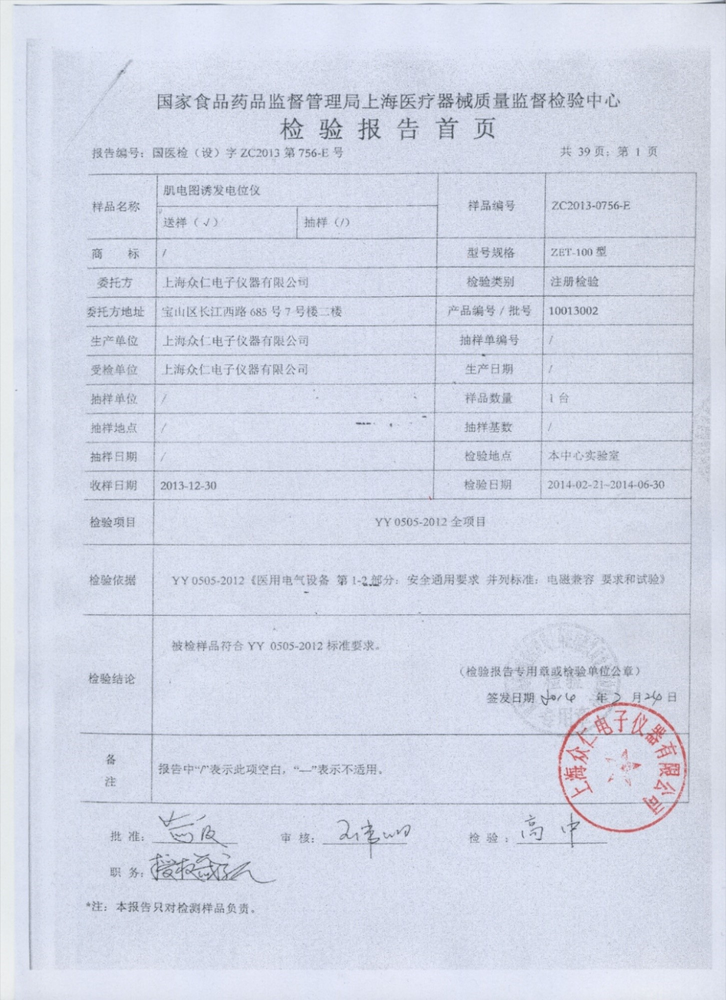 国家食品药品监督管理局上海医疗器械质量监督检验中心
检验报告首页
报告编号：国医检（设）字 ZC2013 第 756-E 号 共 39 页；第 1 页
样品名称 肌电图诱发电位仪 样品编号 ZC2013-0756-E
送样（√） 抽样（/）
商 标 / 型号规格 ZET-100 型
委托方 上海众仁电子仪器有限公司 检验类别 注册检验
委托方地址 宝山区长江西路 685 号 7 号楼二楼 产品编号 / 批号 10013002
生产单位 上海众仁电子仪器有限公司 抽样单编号 /
受检单位 上海众仁电子仪器有限公司 生产日期 /
抽样单位 / 样品数量 1 台
抽样地点 / 抽样基数 /
抽样日期 / 检验地点 本中心实验室
收样日期 2013-12-30 检验日期 2014-02-21~2014-06-30
检验项目 YY 0505-2012 全项目
检验依据 YY 0505-2012《医用电气设备 第 1-2 部分：安全通用要求 并列标准：电磁兼容 要求和试验》
检验结论 被检样品符合 YY 0505-2012 标准要求。
（检验报告专用章或检验单位公章）
签发日期 2014 年 月 24 日
上海众仁电子仪器有限公司
备注 报告中“/”表示此项空白，“—”表示不适用。
批 准： 审 核： 检 验： 高中
职 务：
*注：本报告只对检测样品负责。